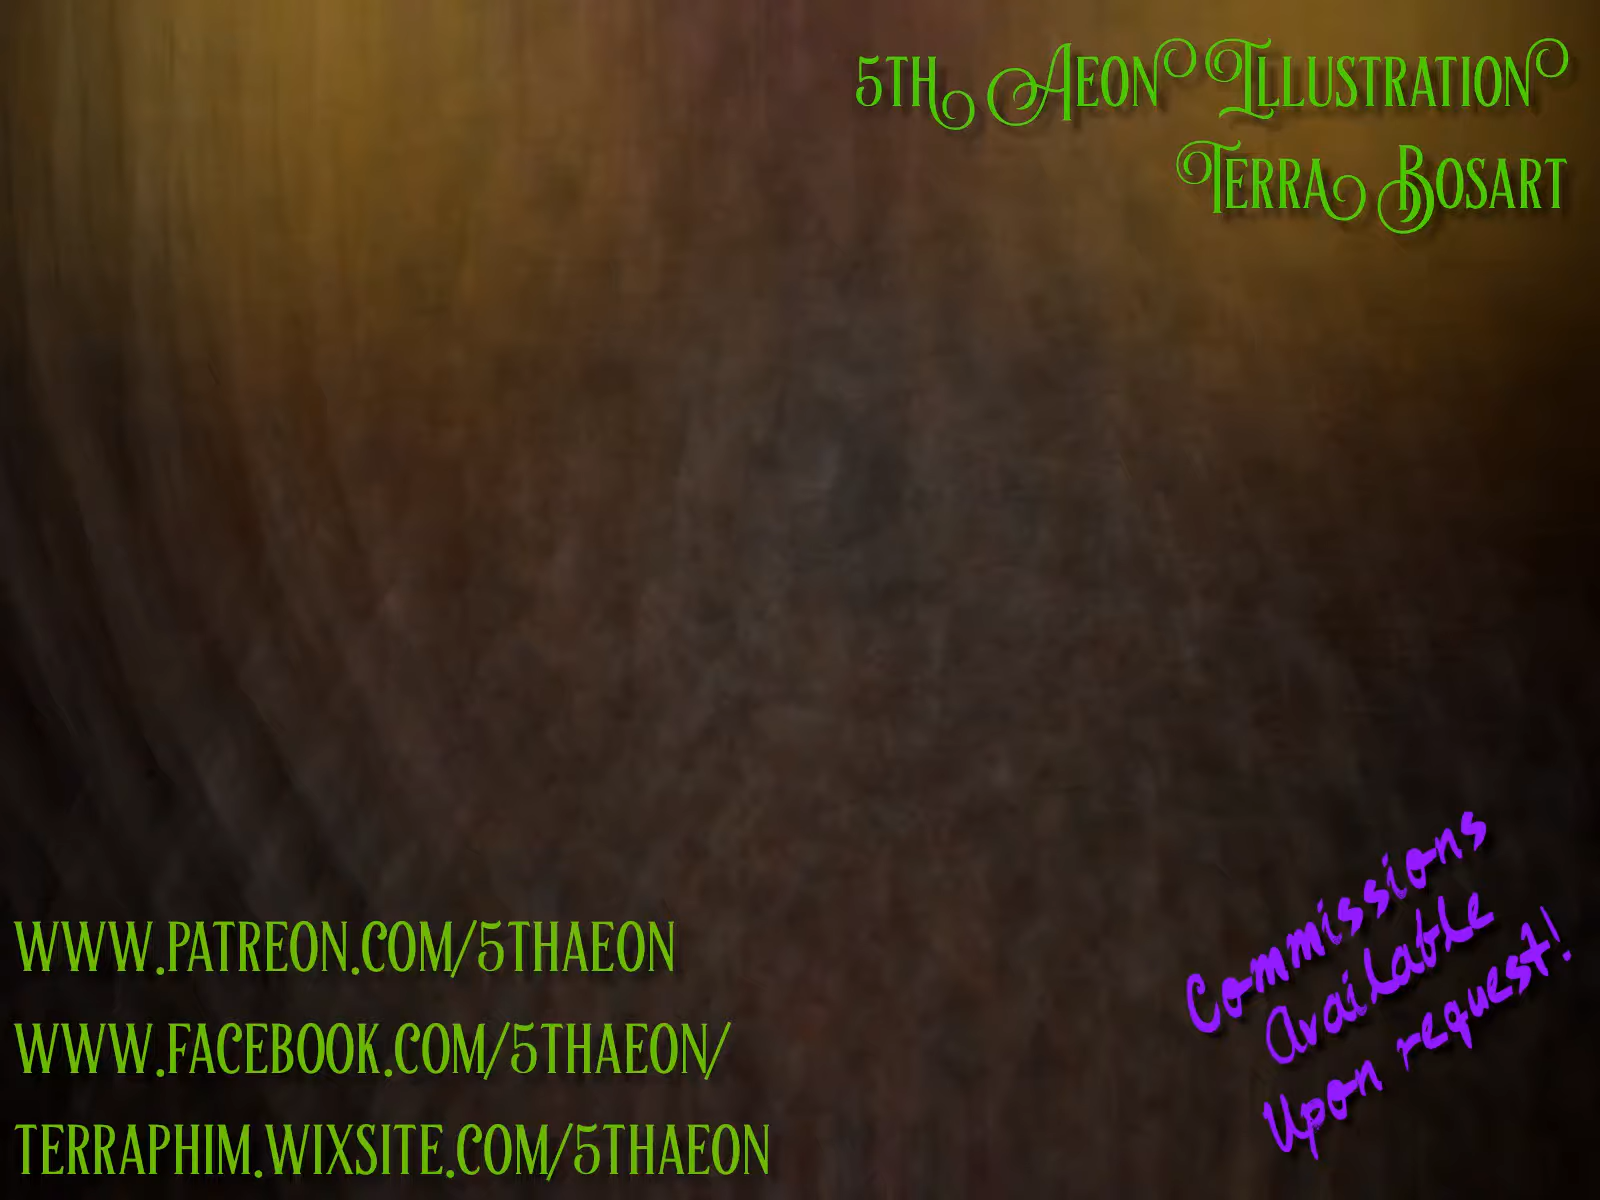 5th Aeon Illustration
Terra Bosart
www.patreon.com/5thaeon
www.facebook.com/5thaeon/
terraphim.wixsite.com/5thaeon
Commissions
Available
Upon request!